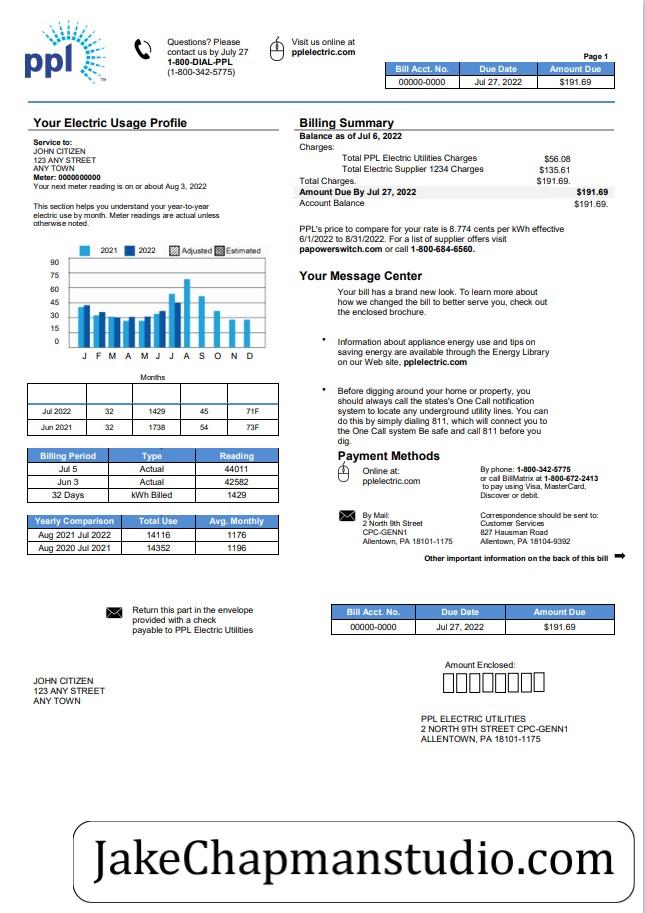 ppl
TM
Questions? Please
contact us by July 27
1-800-DIAL-PPL
(1-800-342-5775)
Visit us online at
pplelectric.com
Page 1
Bill Acct. No. Due Date Amount Due
00000-0000 Jul 27, 2022 $191.69
Your Electric Usage Profile
Service to:
JOHN CITIZEN
123 ANY STREET
ANY TOWN
Meter: 0000000000
Your next meter reading is on or about Aug 3, 2022
This section helps you understand your year-to-year
electric use by month. Meter readings are actual unless
otherwise noted.
2021 2022 Adjusted Estimated
90
75
60
45
30
15
0
J F M A M J J A S O N D
Months
Jul 2022 32 1429 45 71F
Jun 2021 32 1738 54 73F
Billing Period Type Reading
Jul 5 Actual 44011
Jun 3 Actual 42582
32 Days kWh Billed 1429
Yearly Comparison Total Use Avg. Monthly
Aug 2021 Jul 2022 14116 1176
Aug 2020 Jul 2021 14352 1196
Billing Summary
Balance as of Jul 6, 2022
Charges:
Total PPL Electric Utilities Charges $56.08
Total Electric Supplier 1234 Charges $135.61
Total Charges. $191.69.
Amount Due By Jul 27, 2022 $191.69
Account Balance $191.69.
PPL's price to compare for your rate is 8.774 cents per kWh effective
6/1/2022 to 8/31/2022. For a list of supplier offers visit
papowerswitch.com or call 1-800-684-6560.
Your Message Center
Your bill has a brand new look. To learn more about
how we changed the bill to better serve you, check out
the enclosed brochure.
Information about appliance energy use and tips on
saving energy are available through the Energy Library
on our Web site, pplelectric.com
Before digging around your home or property, you
should always call the states's One Call notification
system to locate any underground utility lines. You can
do this by simply dialing 811, which will connect you to
the One Call system Be safe and call 811 before you
dig.
Payment Methods
Online at:
pplelectric.com
By phone: 1-800-342-5775
or call BillMatrix at 1-800-672-2413
to pay using Visa, MasterCard,
Discover or debit.
By Mail:
2 North 9th Street
CPC-GENN1
Allentown, PA 18101-1175
Correspondence should be sent to:
Customer Services
827 Hausman Road
Allentown, PA 18104-9392
Other important information on the back of this bill
Return this part in the envelope
provided with a check
payable to PPL Electric Utilities
Bill Acct. No. Due Date Amount Due
00000-0000 Jul 27, 2022 $191.69
Amount Enclosed:
JOHN CITIZEN
123 ANY STREET
ANY TOWN
PPL ELECTRIC UTILITIES
2 NORTH 9TH STREET CPC-GENN1
ALLENTOWN, PA 18101-1175
JakeChapmanstudio.com